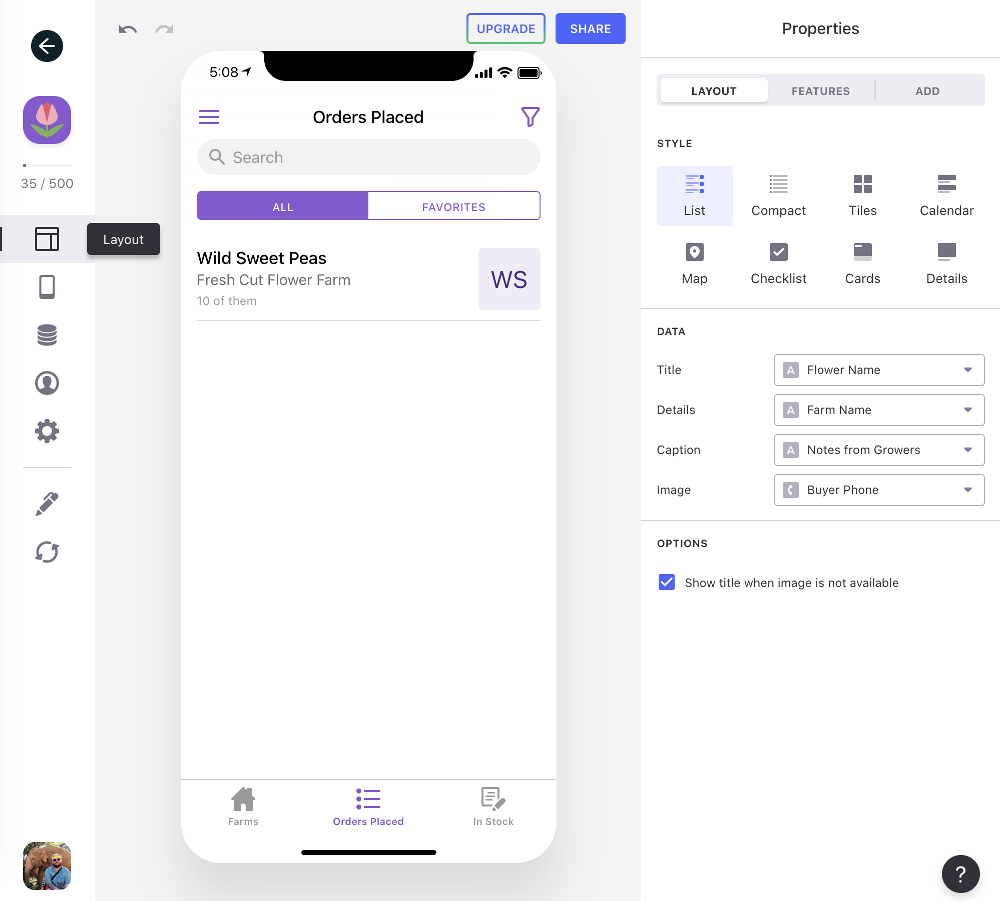 35 / 500
Layout
UPGRADE
SHARE
5:08
Orders Placed
Search
ALL
FAVORITES
Wild Sweet Peas
Fresh Cut Flower Farm
10 of them
WS
Farms
Orders Placed
In Stock
Properties
LAYOUT
FEATURES
ADD
STYLE
List
Compact
Tiles
Calendar
Map
Checklist
Cards
Details
DATA
Title
A Flower Name
Details
A Farm Name
Caption
A Notes from Growers
Image
Buyer Phone
OPTIONS
Show title when image is not available
?